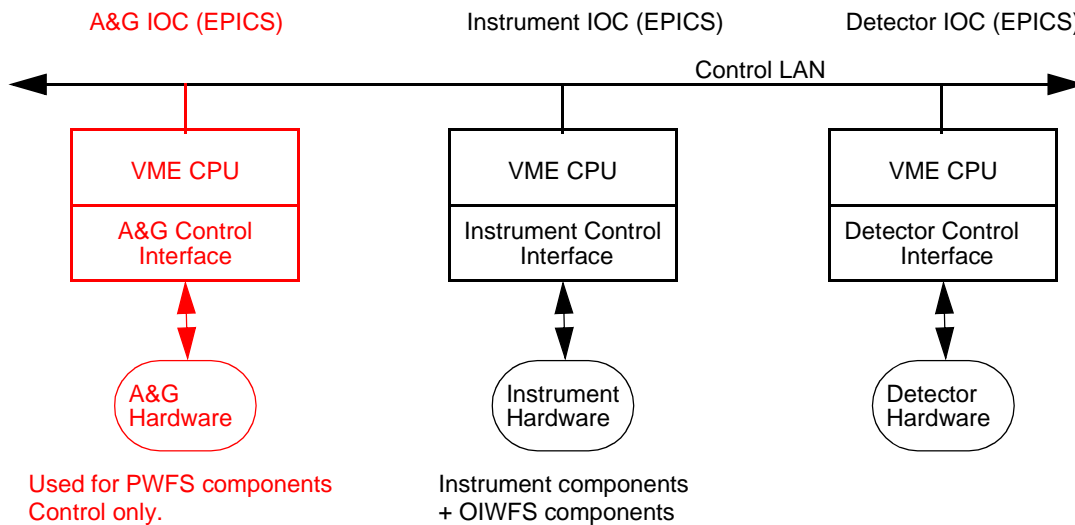 A&G IOC (EPICS)
Instrument IOC (EPICS)
Detector IOC (EPICS)
Control LAN
VME CPU
VME CPU
VME CPU
A&G Control
Interface
Instrument Control
Interface
Detector Control
Interface
A&G
Hardware
Instrument
Hardware
Detector
Hardware
Used for PWFS components
Control only.
Instrument components
+ OIWFS components